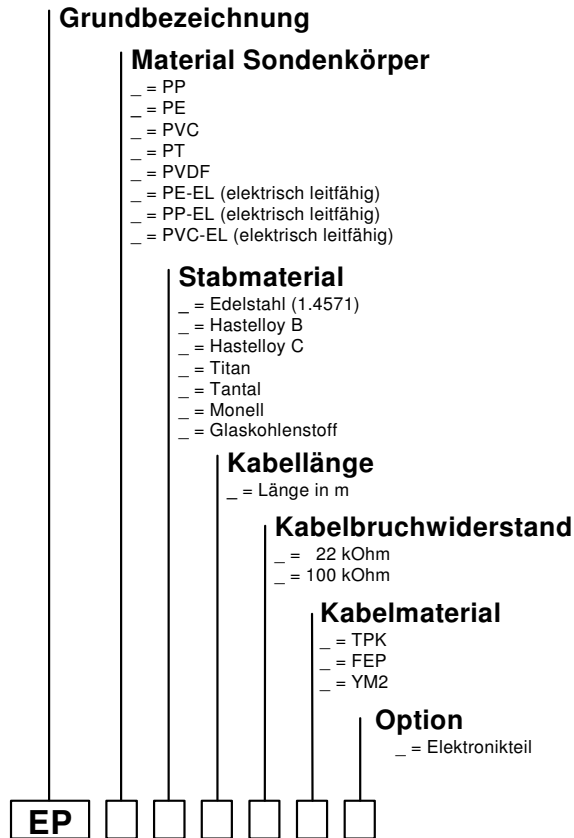 Grundbezeichnung
Material Sondenkörper
_ = PP
_ = PE
_ = PVC
_ = PT
_ = PVDF
_ = PE-EL (elektrisch leitfähig)
_ = PP-EL (elektrisch leitfähig)
_ = PVC-EL (elektrisch leitfähig)
Stabmaterial
_ = Edelstahl (1.4571)
_ = Hastelloy B
_ = Hastelloy C
_ = Titan
_ = Tantal
_ = Monell
_ = Glaskohlenstoff
Kabellänge
_ = Länge in m
Kabelbruchwiderstand
_ = 22 kOhm
_ = 100 kOhm
Kabelmaterial
_ = TPK
_ = FEP
_ = YM2
Option
_ = Elektronikteil
EP